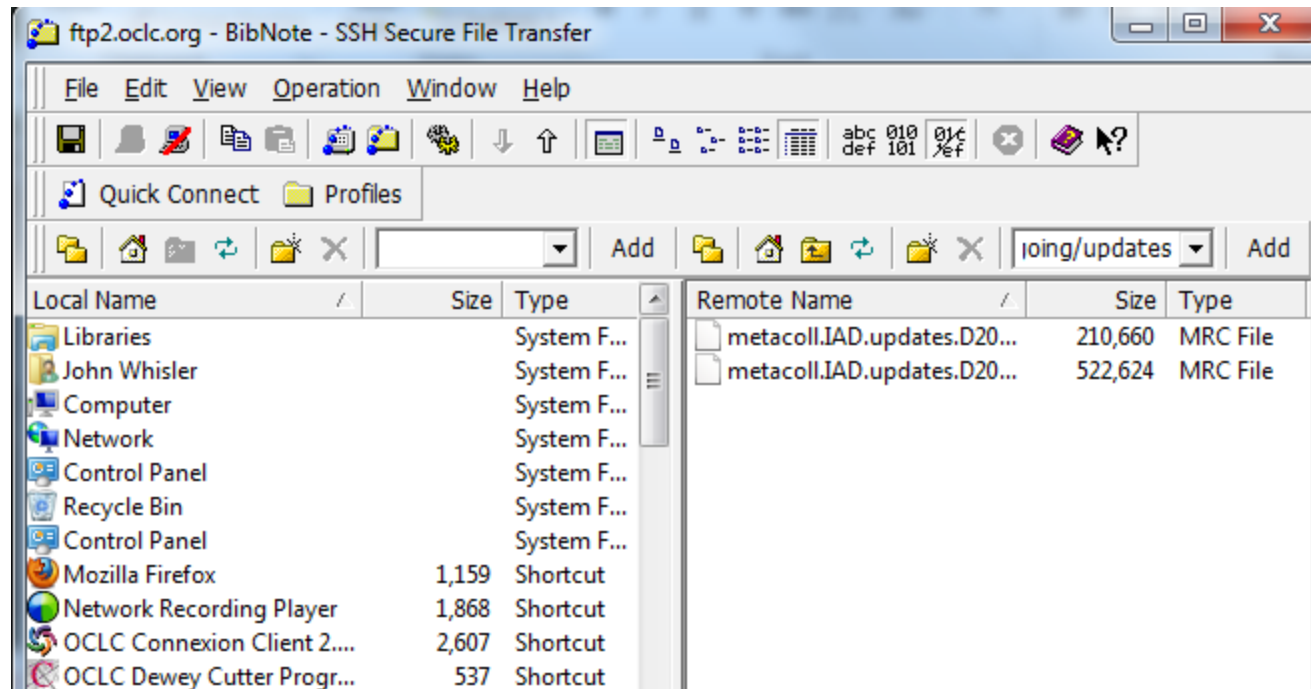 ftp2.oclc.org - BibNote - SSH Secure File Transfer
File Edit View Operation Window Help
abc def 010 101
Quick Connect Profiles
Add oing/updates Add
Local Name Size Type Remote Name Size Type
Libraries System F... metacoll.IAD.updates.D20... 210,660 MRC File
John Whisler System F... metacoll.IAD.updates.D20... 522,624 MRC File
Computer System F...
Network System F...
Control Panel System F...
Recycle Bin System F...
Control Panel System F...
Mozilla Firefox 1,159 Shortcut
Network Recording Player 1,868 Shortcut
OCLC Connexion Client 2.... 2,607 Shortcut
OCLC Dewey Cutter Progr... 537 Shortcut